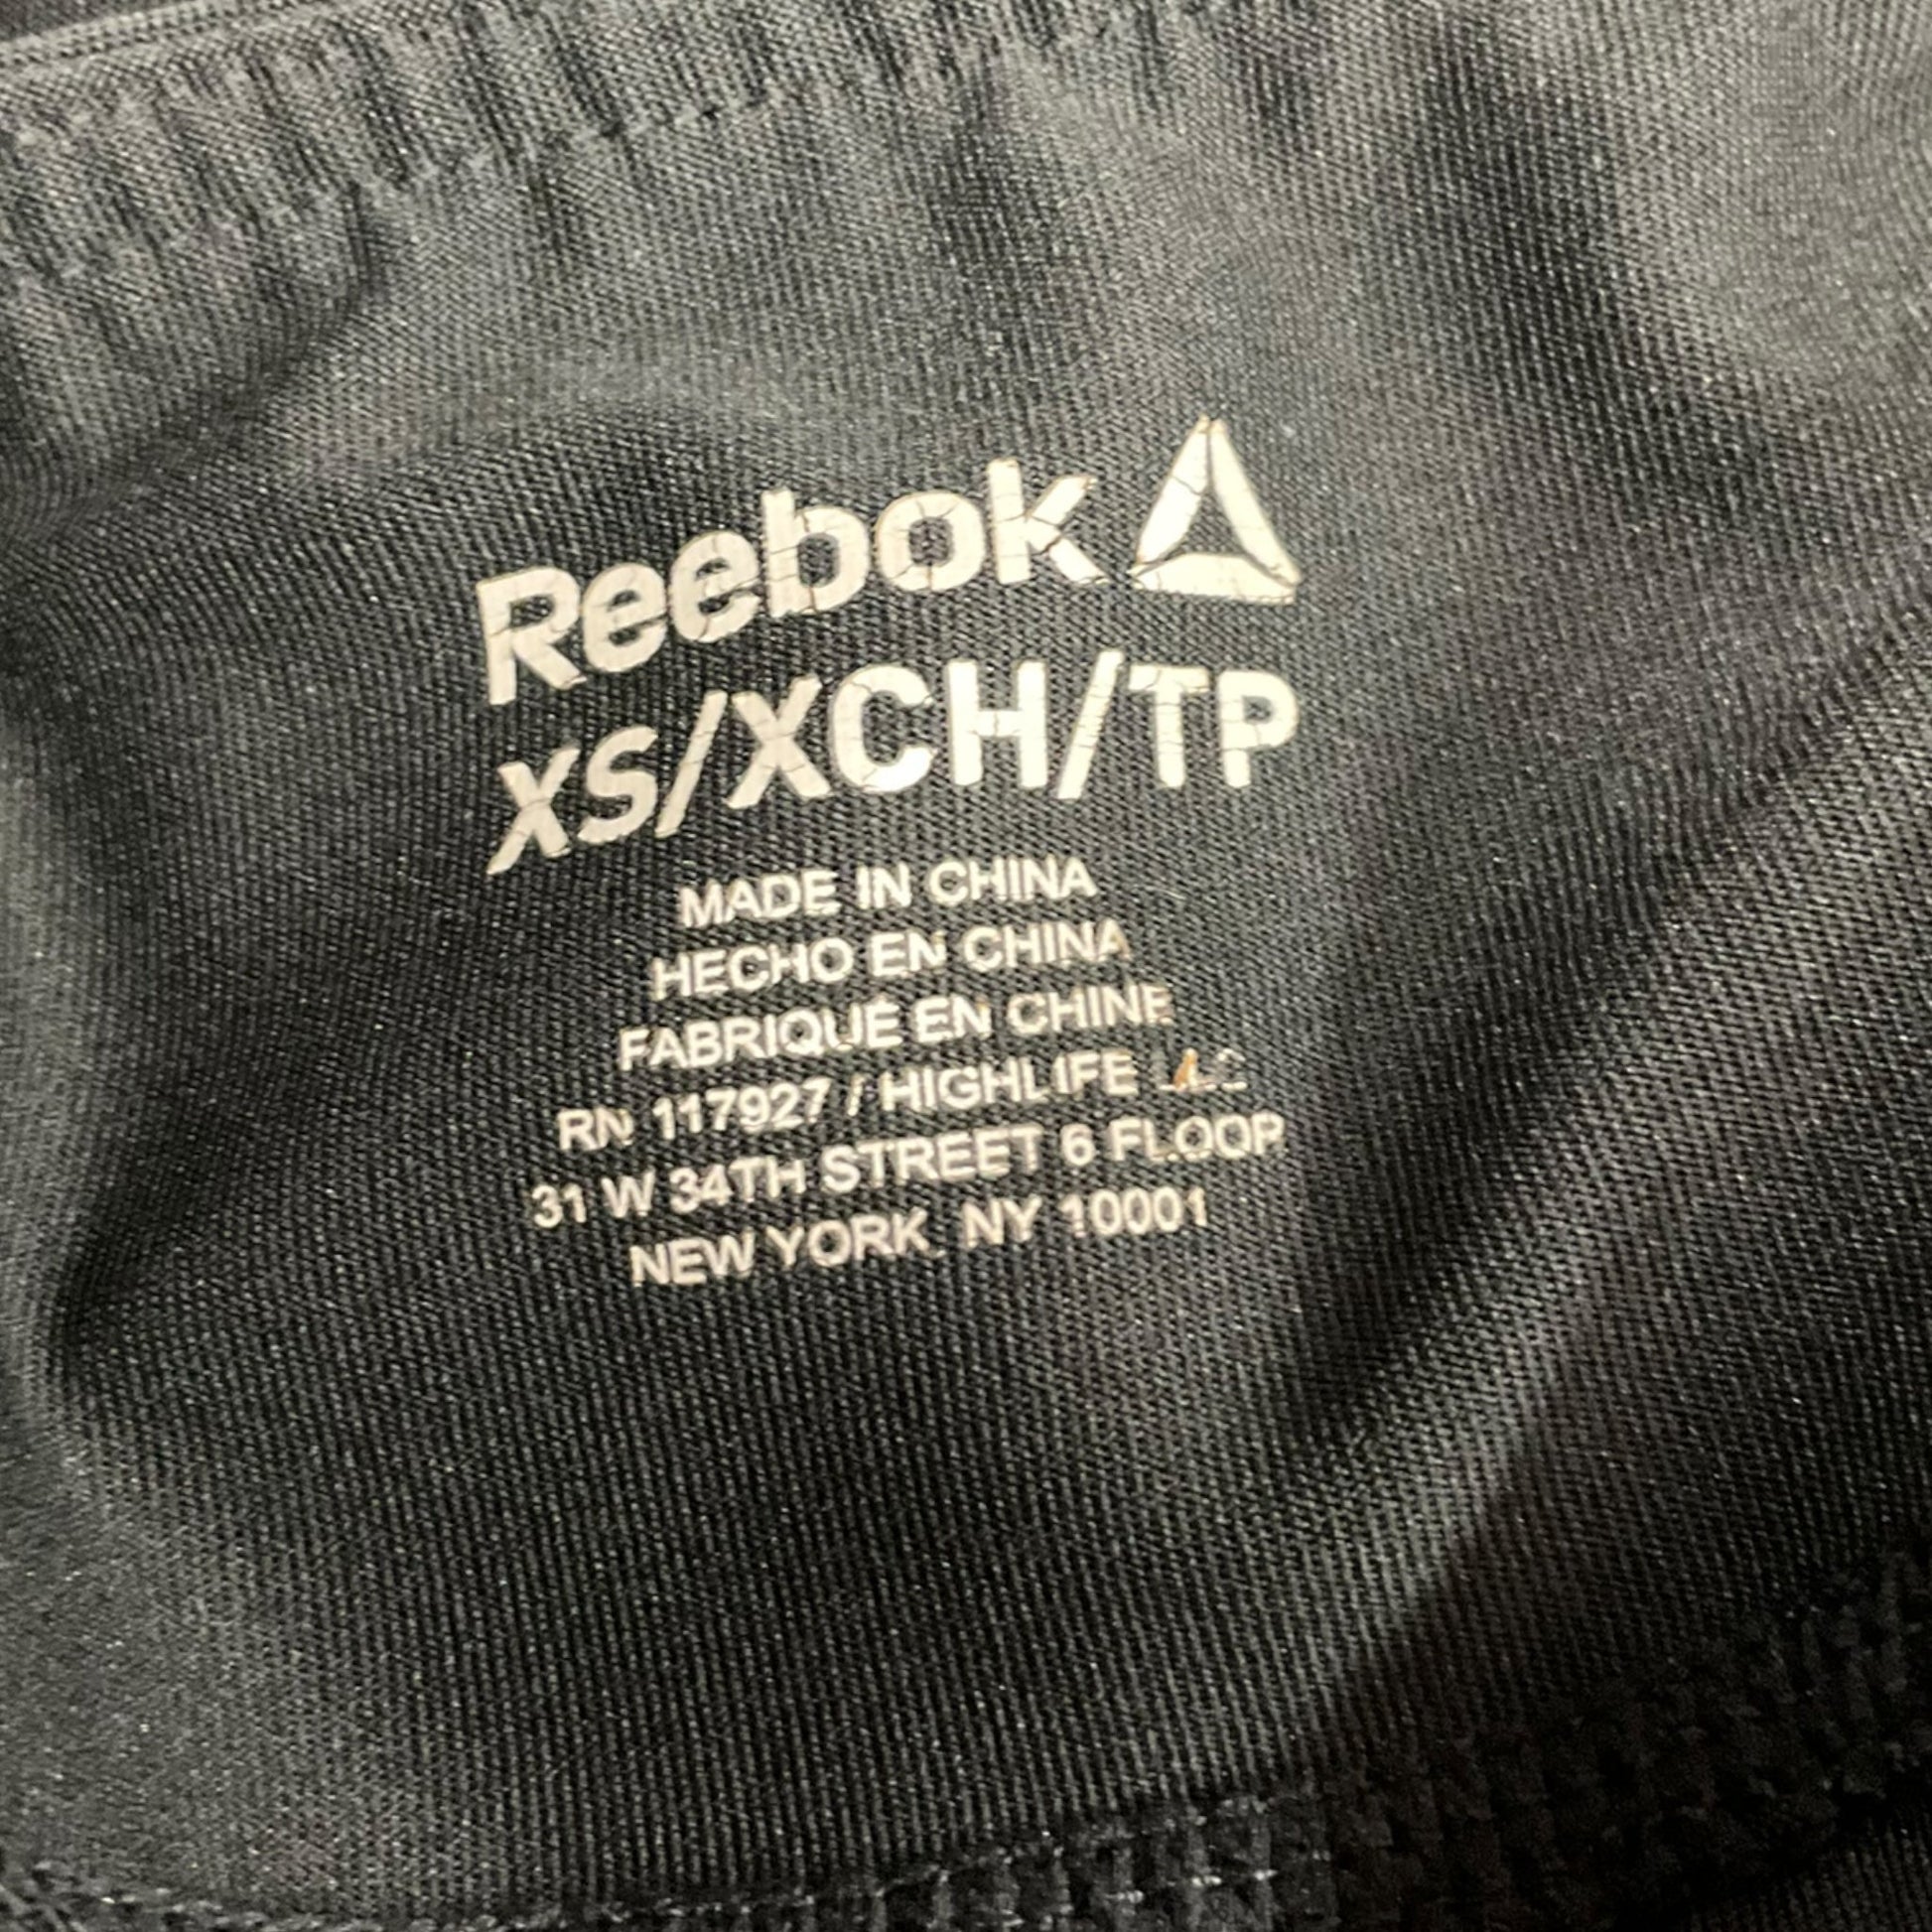 Reebok
XS/XCH/TP
MADE IN CHINA
HECHO EN CHINA
FABRIQUÉ EN CHINE
RN 117927 / HIGHLIFE LLC
31 W 34TH STREET 6 FLOOR
NEW YORK, NY 10001